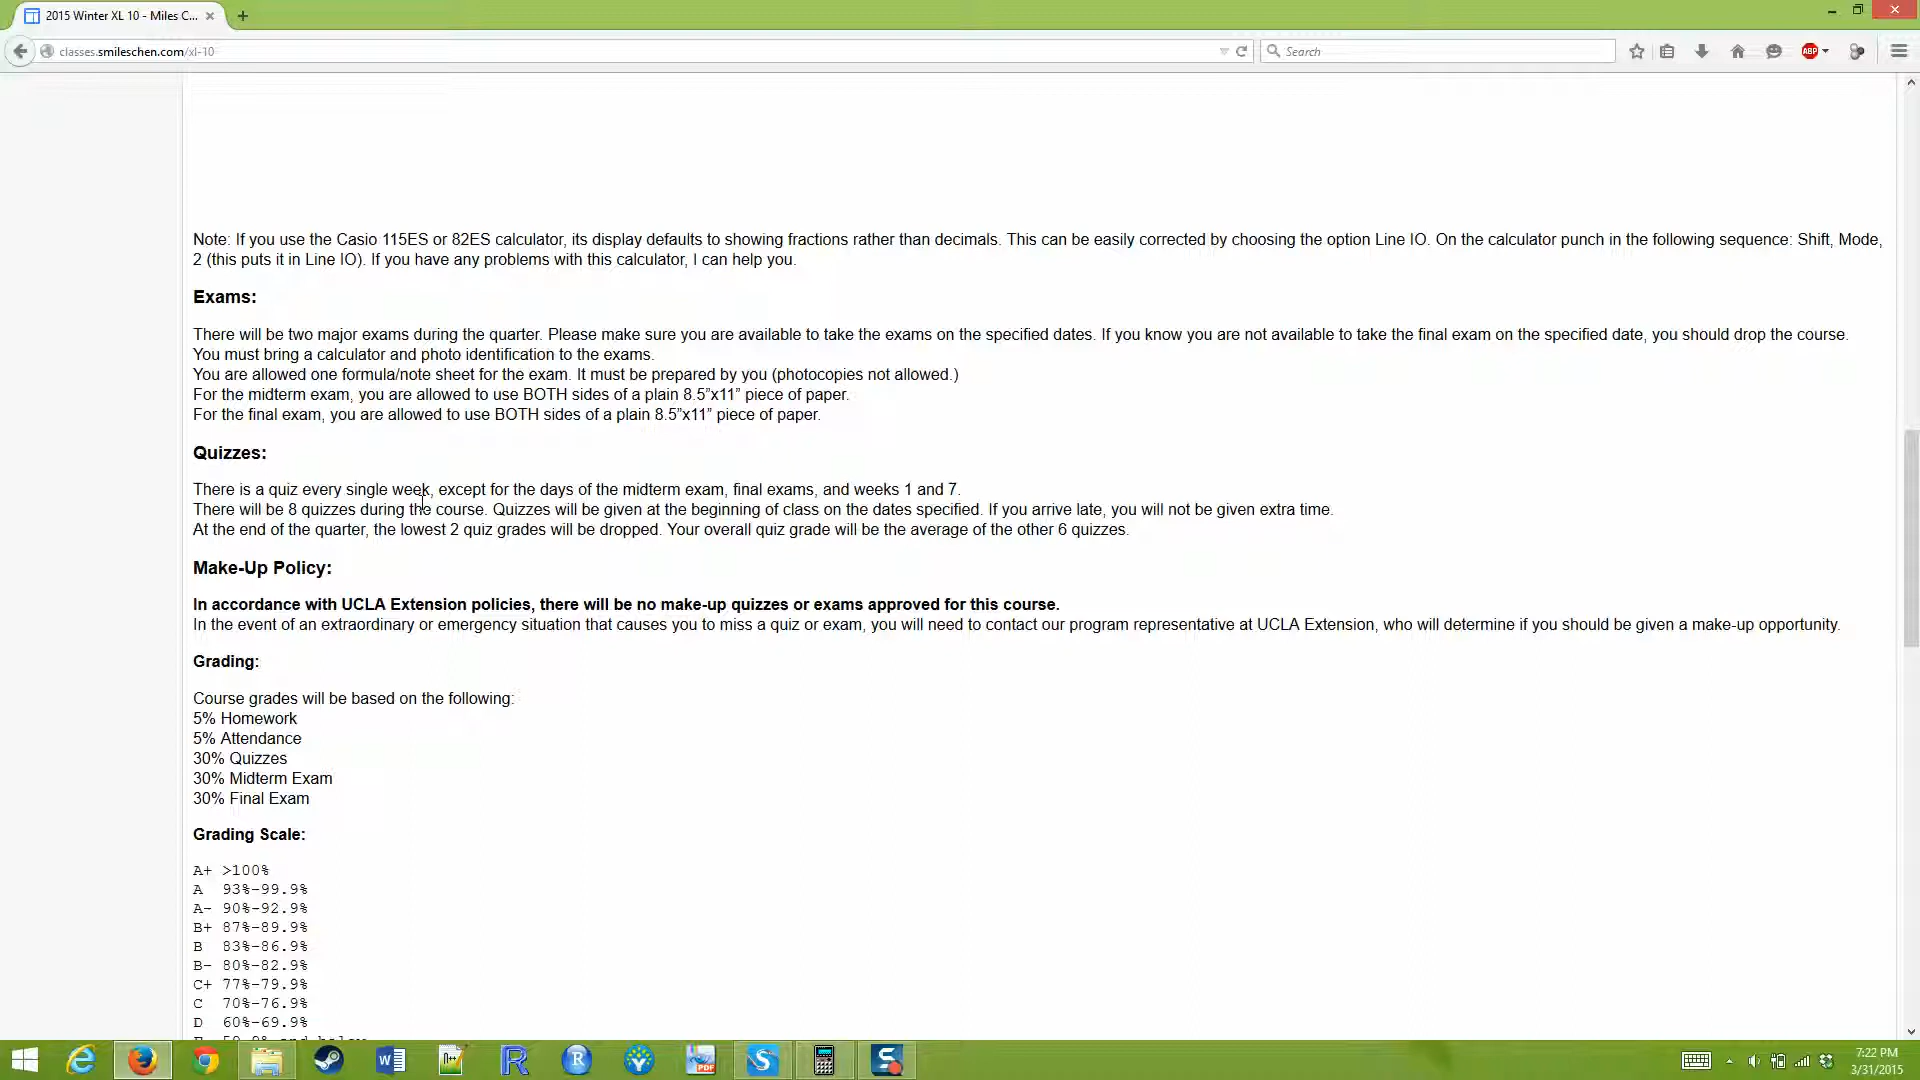 2015 Winter XL 10 - Miles C...
classes.smileschen.com/xl-10
Search
ABP
Note: If you use the Casio 115ES or 82ES calculator, its display defaults to showing fractions rather than decimals. This can be easily corrected by choosing the option Line IO. On the calculator punch in the following sequence: Shift, Mode,
2 (this puts it in Line IO). If you have any problems with this calculator, I can help you.
Exams:
There will be two major exams during the quarter. Please make sure you are available to take the exams on the specified dates. If you know you are not available to take the final exam on the specified date, you should drop the course.
You must bring a calculator and photo identification to the exams.
You are allowed one formula/note sheet for the exam. It must be prepared by you (photocopies not allowed.)
For the midterm exam, you are allowed to use BOTH sides of a plain 8.5”x11” piece of paper.
For the final exam, you are allowed to use BOTH sides of a plain 8.5”x11” piece of paper.
Quizzes:
There is a quiz every single week, except for the days of the midterm exam, final exams, and weeks 1 and 7.
There will be 8 quizzes during the course. Quizzes will be given at the beginning of class on the dates specified. If you arrive late, you will not be given extra time.
At the end of the quarter, the lowest 2 quiz grades will be dropped. Your overall quiz grade will be the average of the other 6 quizzes.
Make-Up Policy:
In accordance with UCLA Extension policies, there will be no make-up quizzes or exams approved for this course.
In the event of an extraordinary or emergency situation that causes you to miss a quiz or exam, you will need to contact our program representative at UCLA Extension, who will determine if you should be given a make-up opportunity.
Grading:
Course grades will be based on the following:
5% Homework
5% Attendance
30% Quizzes
30% Midterm Exam
30% Final Exam
Grading Scale:
A+ >100%
A 93%-99.9%
A- 90%-92.9%
B+ 87%-89.9%
B 83%-86.9%
B- 80%-82.9%
C+ 77%-79.9%
C 70%-76.9%
D 60%-69.9%
7:22 PM
3/31/2015